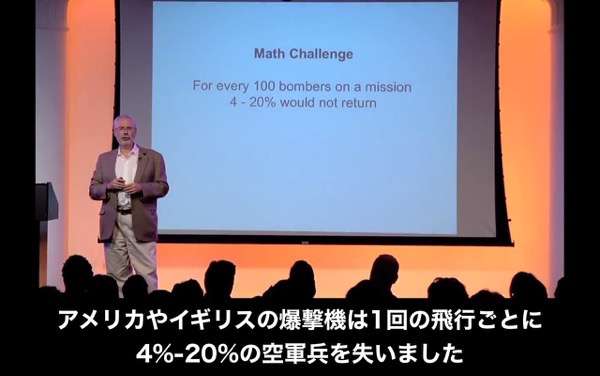 Math Challenge
For every 100 bombers on a mission
4 - 20% would not return
アメリカやイギリスの爆撃機は1回の飛行ごとに
4%-20%の空軍兵を失いました